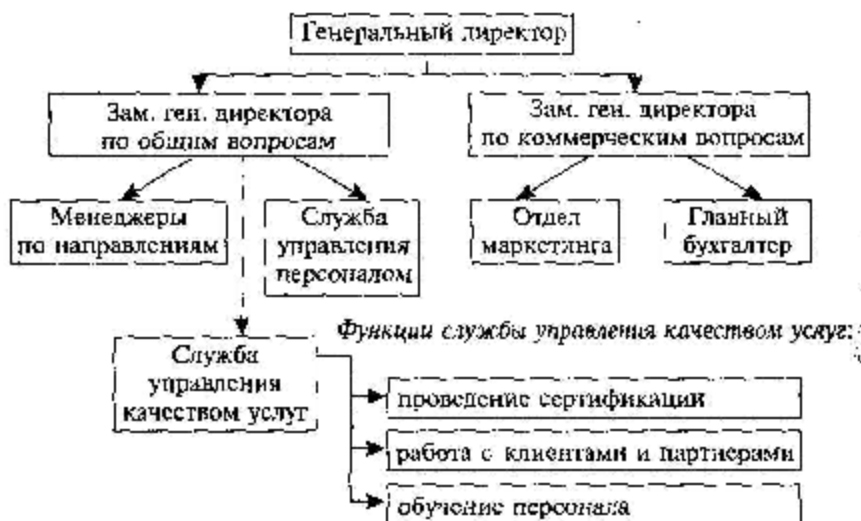 Генеральный директор
Зам. ген. директора
по общим вопросам
Зам. ген. директора
по коммерческим вопросам
Менеджеры
по направлениям
Служба
управления
персоналом
Отдел
маркетинга
Главный
бухгалтер
Функции службы управления качеством услуг:
Служба
управления
качеством услуг
проведение сертификации
работа с клиентами и партнерами
обучение персонала